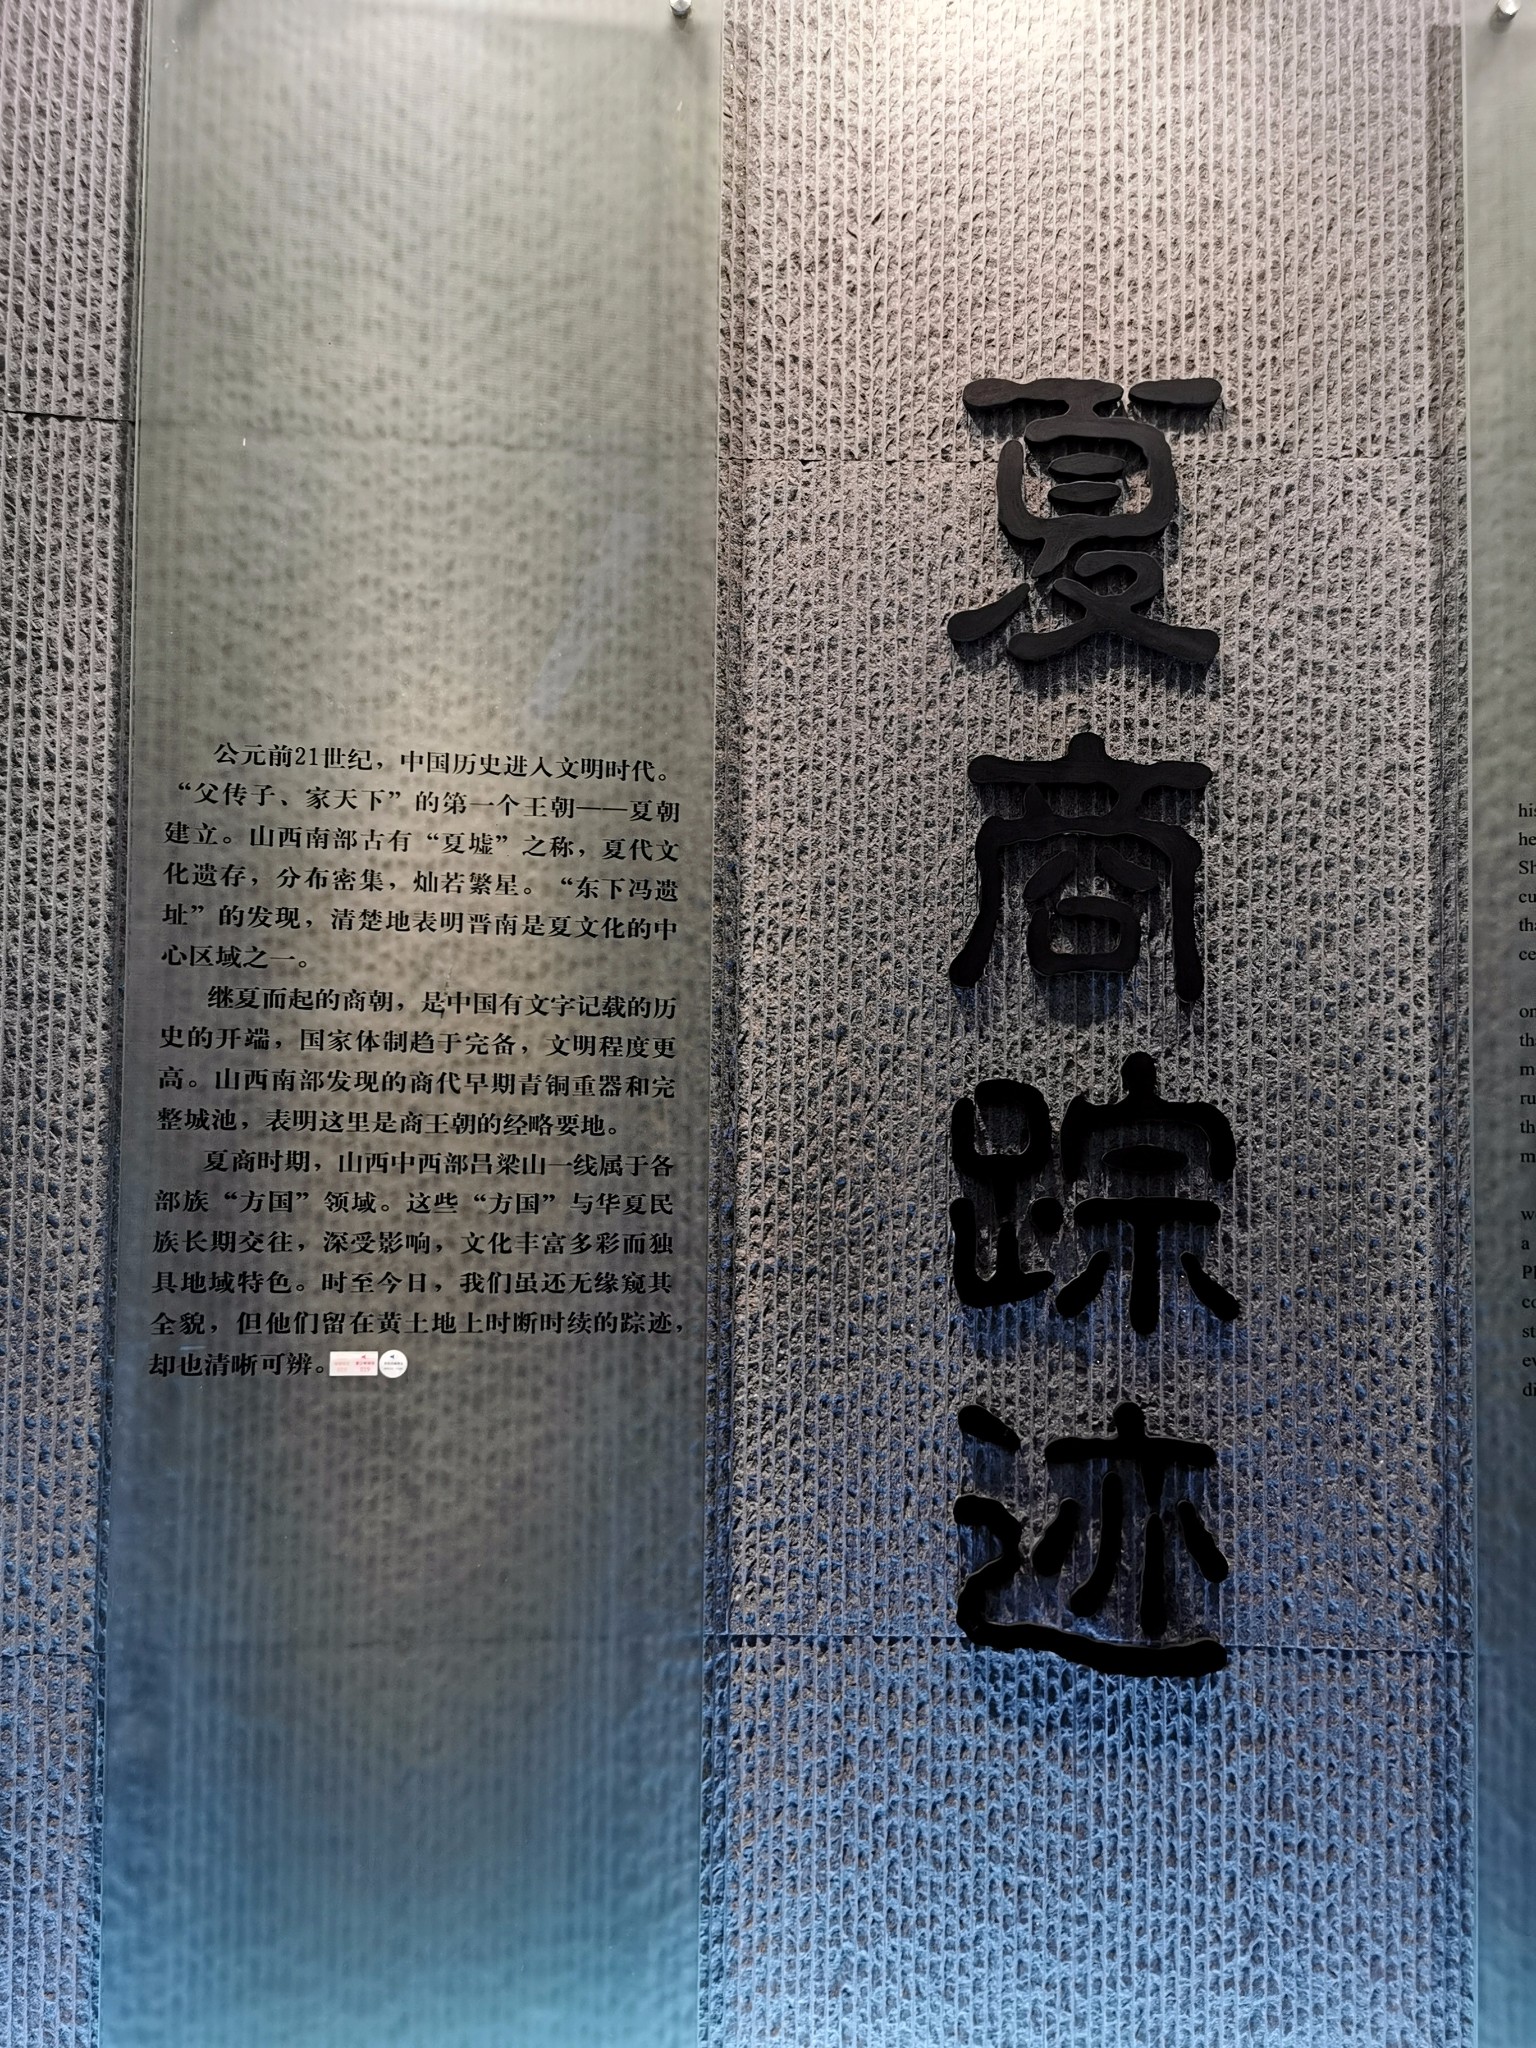 夏商踪迹
公元前21世纪，中国历史进入文明时代。
“父传子、家天下”的第一个王朝——夏朝
建立。山西南部古有“夏墟”之称，夏代文
化遗存，分布密集，灿若繁星。“东下冯遗
址”的发现，清楚地表明晋南是夏文化的中
心区域之一。
继夏而起的商朝，是中国有文字记载的历
史的开端，国家体制趋于完备，文明程度更
高。山西南部发现的商代早期青铜重器和完
整城池，表明这里是商王朝的经略要地。
夏商时期，山西中西部吕梁山一线属于各
部族“方国”领域。这些“方国”与华夏民
族长期交往，深受影响，文化丰富多彩而独
具地域特色。时至今日，我们虽还无缘窥其
全貌，但他们留在黄土地上时断时续的踪迹，
却也清晰可辨。